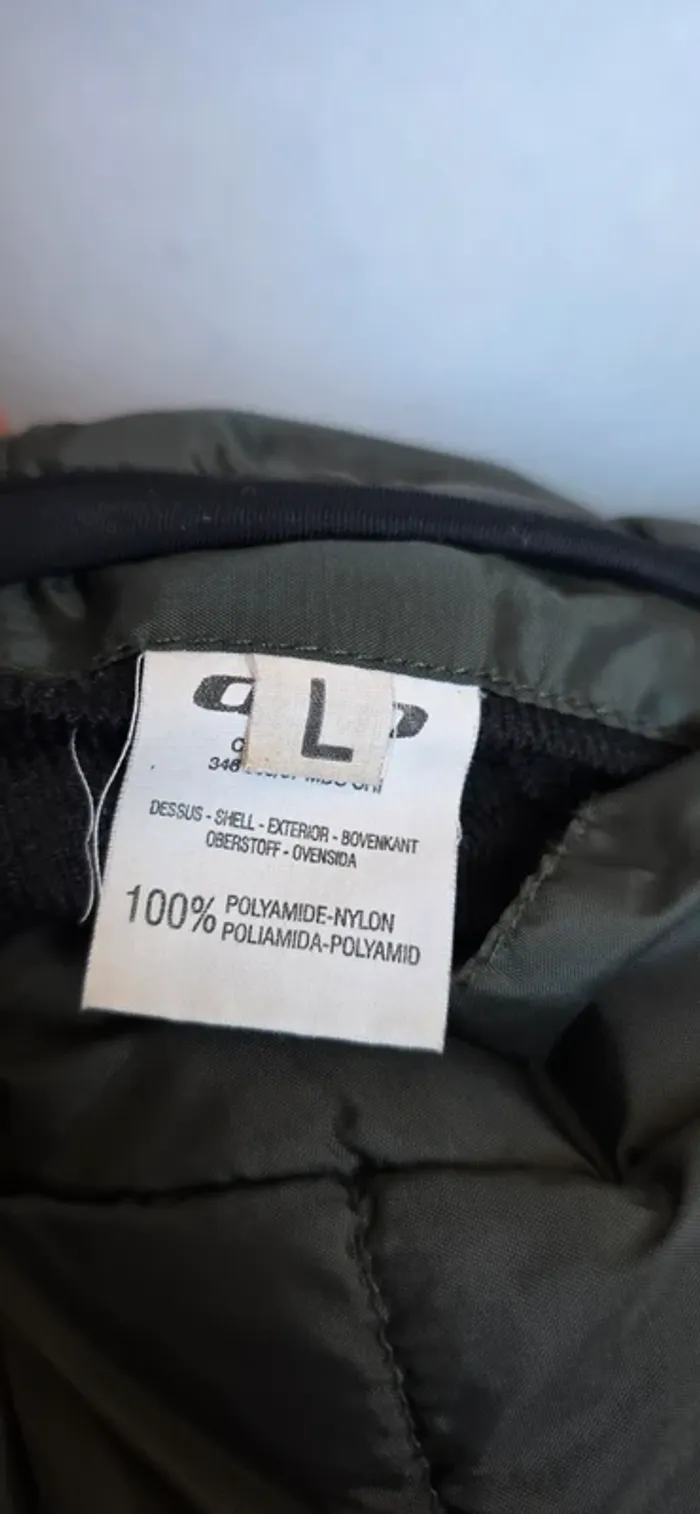 L
DESSUS - SHELL - EXTERIOR - BOVENKANT
OBERSTOFF - OVENSIDA
100% POLYAMIDE-NYLON
POLIAMIDA-POLYAMID